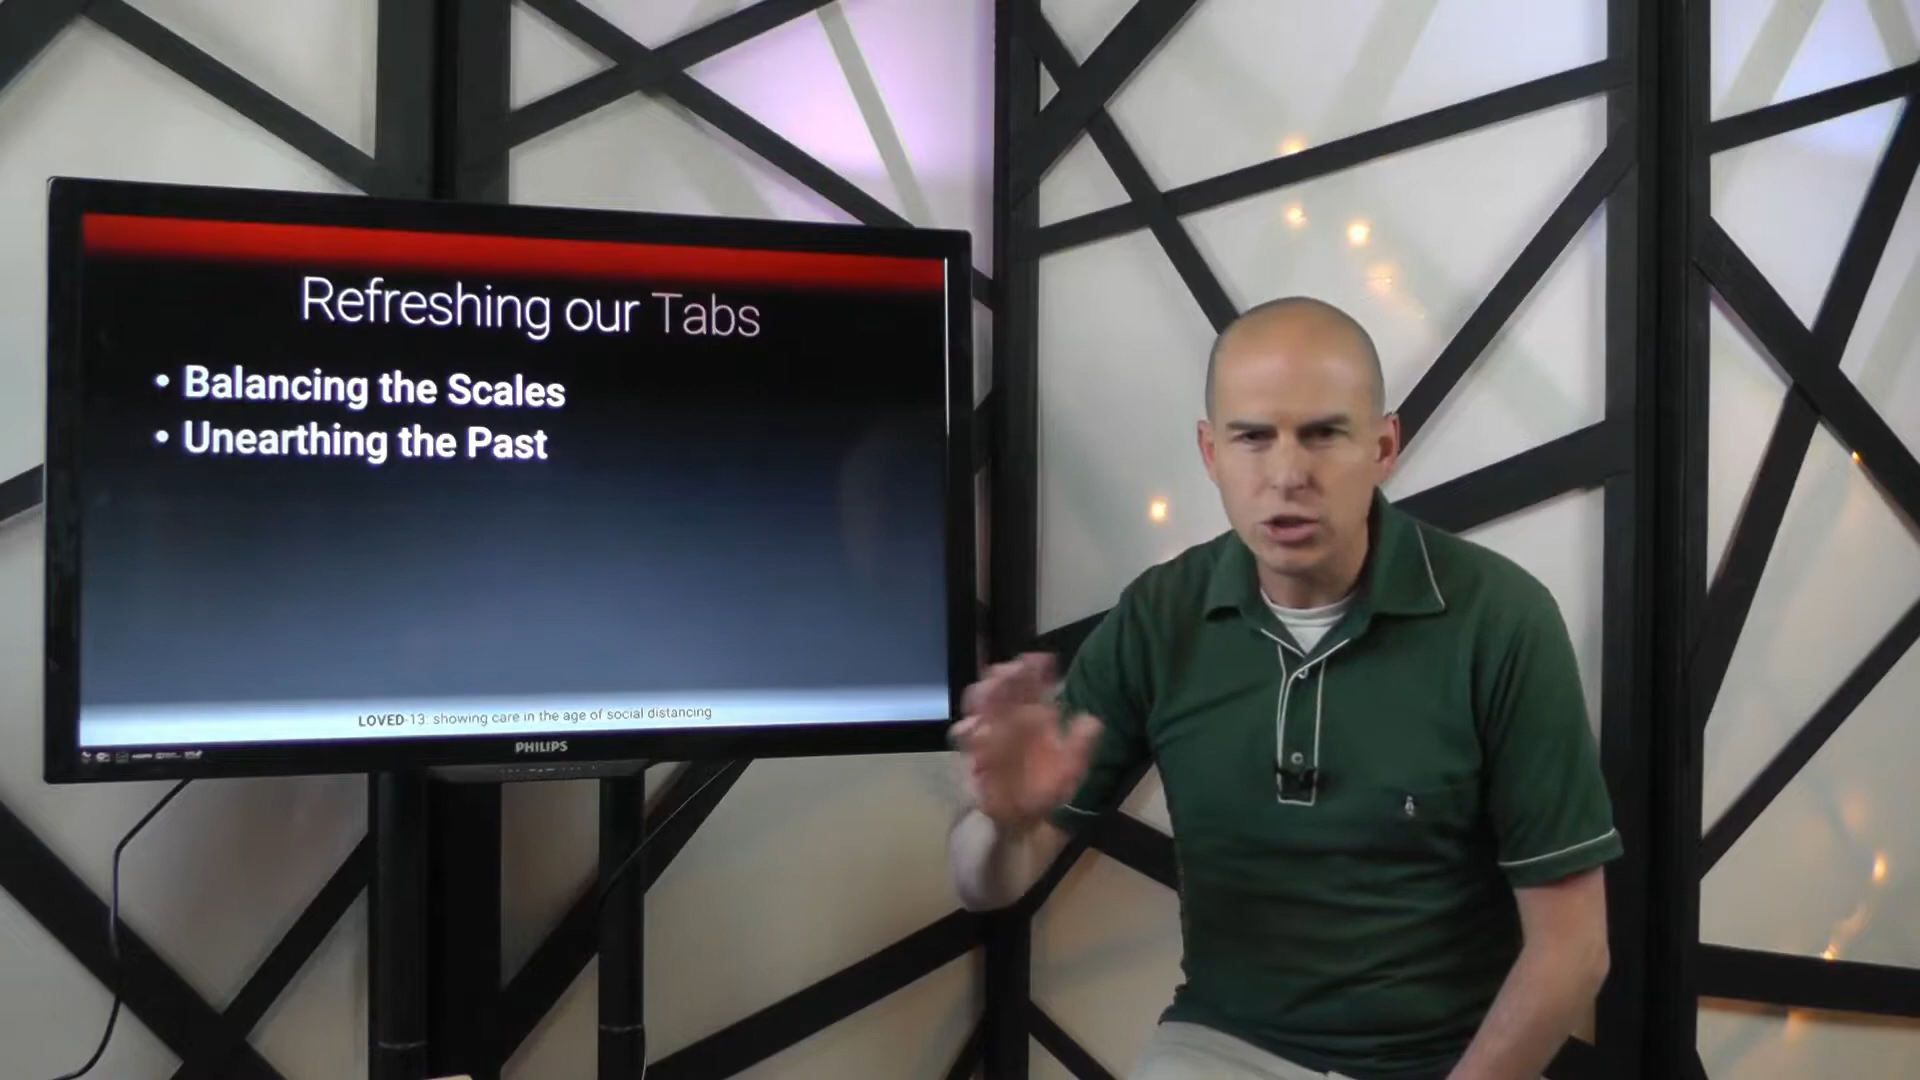 Refreshing our Tabs
• Balancing the Scales
• Unearthing the Past
LOVED-13: showing care in the age of social distancing
PHILIPS